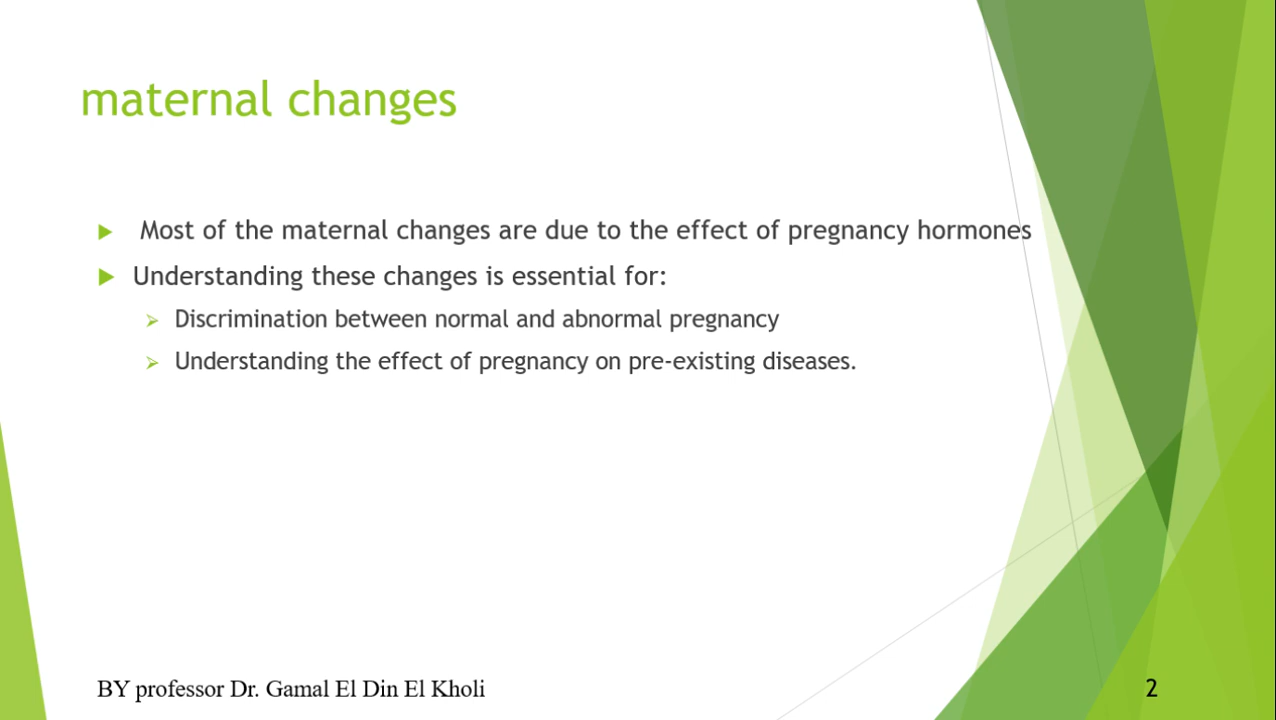 maternal changes
Most of the maternal changes are due to the effect of pregnancy hormones
Understanding these changes is essential for:
Discrimination between normal and abnormal pregnancy
Understanding the effect of pregnancy on pre-existing diseases.
BY professor Dr. Gamal El Din El Kholi
2